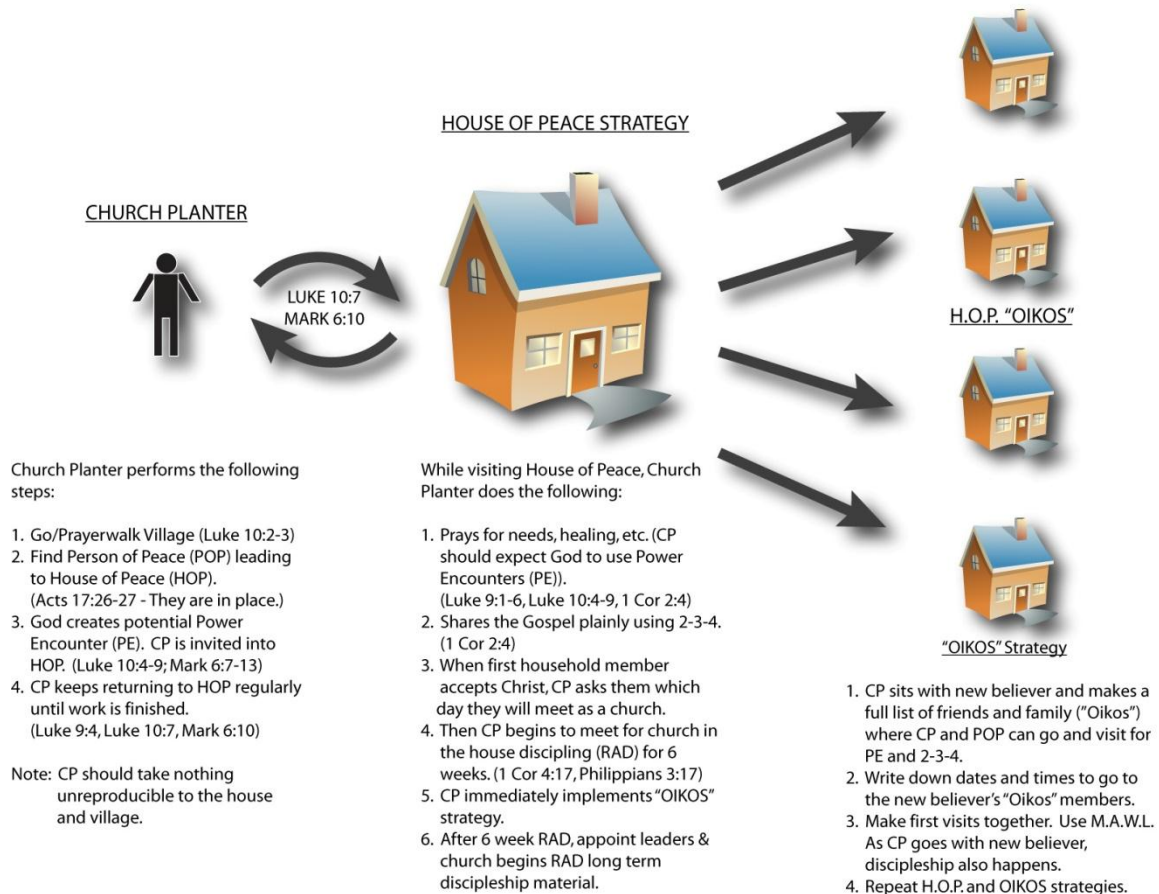 HOUSE OF PEACE STRATEGY
CHURCH PLANTER
LUKE 10:7
MARK 6:10
H.O.P. “OIKOS”
Church Planter performs the following
steps:
1. Go/Prayerwalk Village (Luke 10:2-3)
2. Find Person of Peace (POP) leading
to House of Peace (HOP).
(Acts 17:26-27 - They are in place.)
3. God creates potential Power
Encounter (PE). CP is invited into
HOP. (Luke 10:4-9; Mark 6:7-13)
4. CP keeps returning to HOP regularly
until work is finished.
(Luke 9:4, Luke 10:7, Mark 6:10)
Note: CP should take nothing
unreproducible to the house
and village.
While visiting House of Peace, Church
Planter does the following:
1. Prays for needs, healing, etc. (CP
should expect God to use Power
Encounters (PE)).
(Luke 9:1-6, Luke 10:4-9, 1 Cor 2:4)
2. Shares the Gospel plainly using 2-3-4.
(1 Cor 2:4)
3. When first household member
accepts Christ, CP asks them which
day they will meet as a church.
4. Then CP begins to meet for church in
the house discipling (RAD) for 6
weeks. (1 Cor 4:17, Philippians 3:17)
5. CP immediately implements “OIKOS”
strategy.
6. After 6 week RAD, appoint leaders &
church begins RAD long term
discipleship material.
“OIKOS” Strategy
1. CP sits with new believer and makes a
full list of friends and family (”Oikos”)
where CP and POP can go and visit for
PE and 2-3-4.
2. Write down dates and times to go to
the new believer’s “Oikos” members.
3. Make first visits together. Use M.A.W.L.
As CP goes with new believer,
discipleship also happens.
4. Repeat H.O.P. and OIKOS strategies.